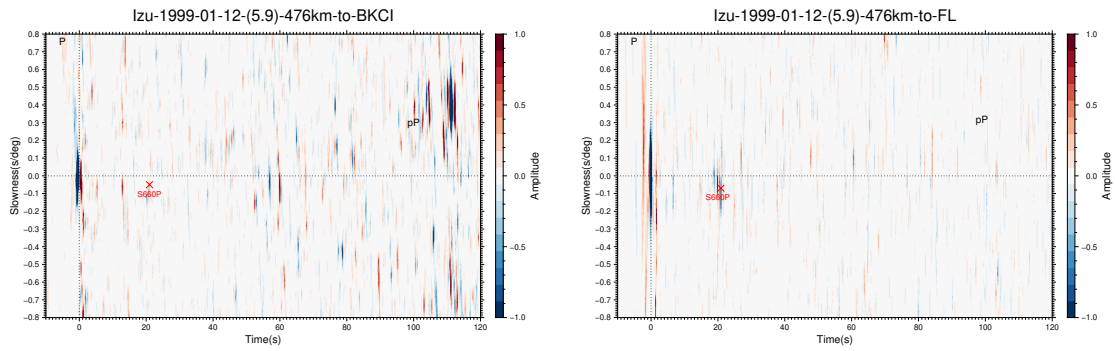 Izu-1999-01-12-(5.9)-476km-to-BKCI
Slowness(s/deg)
0.8
0.7
0.6
0.5
0.4
0.3
0.2
0.1
0.0
−0.1
−0.2
−0.3
−0.4
−0.5
−0.6
−0.7
−0.8
P
pP
S660P
0 20 40 60 80 100 120
Time(s)
1.0
0.5
0.0
−0.5
−1.0
Amplitude
Izu-1999-01-12-(5.9)-476km-to-FL
Slowness(s/deg)
0.8
0.7
0.6
0.5
0.4
0.3
0.2
0.1
0.0
−0.1
−0.2
−0.3
−0.4
−0.5
−0.6
−0.7
−0.8
P
pP
S660P
0 20 40 60 80 100 120
Time(s)
1.0
0.5
0.0
−0.5
−1.0
Amplitude